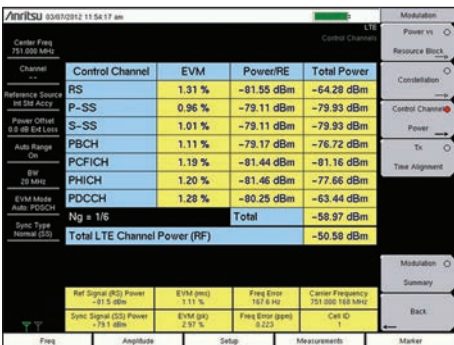 Anritsu 03/07/2012 11:54:17 am
Modulation
LTE
Control Channels
Center Freq
751.000 MHz
Channel
--
Reference Source
Int Std Accy
Power Offset
0.0 dB Ext Loss
Auto Range
On
BW
20 MHz
EVM Mode
Auto: PDSCH
Sync Type
Normal (SS)
Control Channel EVM Power/RE Total Power
RS 1.31 % -81.55 dBm -64.28 dBm
P-SS 0.96 % -79.11 dBm -79.93 dBm
S-SS 1.01 % -79.11 dBm -79.93 dBm
PBCH 1.11 % -79.17 dBm -76.72 dBm
PCFICH 1.19 % -81.44 dBm -81.16 dBm
PHICH 1.20 % -81.46 dBm -77.66 dBm
PDCCH 1.28 % -80.25 dBm -63.44 dBm
Ng = 1/6 Total -58.97 dBm
Total LTE Channel Power (RF) -50.58 dBm
Ref Signal (RS) Power EVM (rms) Freq Error Carrier Frequency
-81.5 dBm 1.11 % 167.6 Hz 751.000 168 MHz
Sync Signal (SS) Power EVM (pk) Freq Error (ppm) Cell ID
-79.1 dBm 2.97 % 0.223 1
Power vs
Resource Block
Constellation
Control Channel
Power
Tx
Time Alignment
Modulation
Summary
Back
Freq Amplitude Setup Measurements Marker